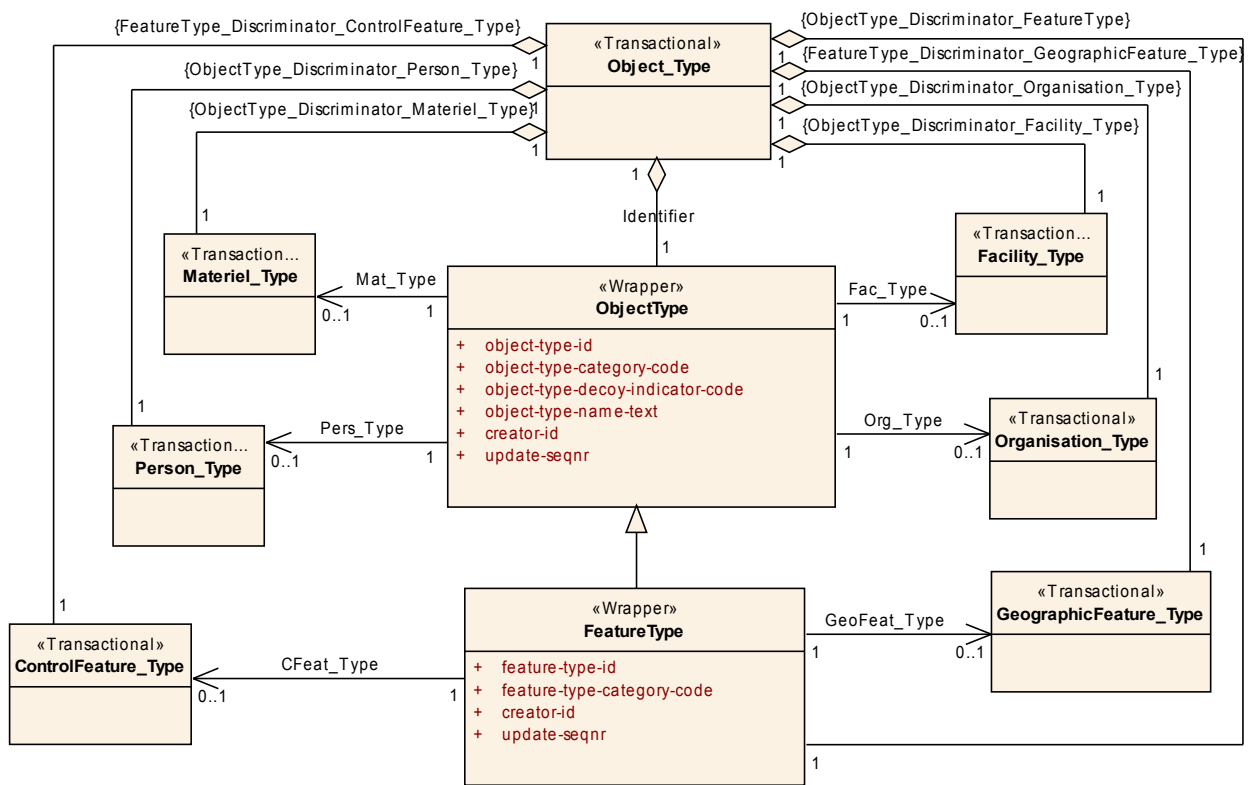 {FeatureType_Discriminator_ControlFeature_Type}
{ObjectType_Discriminator_FeatureType}
«Transactional»
Object_Type
1
1
{FeatureType_Discriminator_GeographicFeature_Type}
{ObjectType_Discriminator_Person_Type}
1
1
{ObjectType_Discriminator_Organisation_Type}
{ObjectType_Discriminator_Materiel_Type}
1
1
{ObjectType_Discriminator_Facility_Type}
1
Identifier
1
1
1
1
«Transaction...
Materiel_Type
«Transaction...
Facility_Type
Mat_Type
0..1
1
«Wrapper»
ObjectType
+ object-type-id
+ object-type-category-code
+ object-type-decoy-indicator-code
+ object-type-name-text
+ creator-id
+ update-seqnr
Fac_Type
1
0..1
1
1
«Transaction...
Person_Type
Pers_Type
0..1
1
Org_Type
1
0..1
«Transactional»
Organisation_Type
1
1
«Transactional»
ControlFeature_Type
CFeat_Type
0..1
1
«Wrapper»
FeatureType
+ feature-type-id
+ feature-type-category-code
+ creator-id
+ update-seqnr
GeoFeat_Type
1
0..1
«Transactional»
GeographicFeature_Type
1